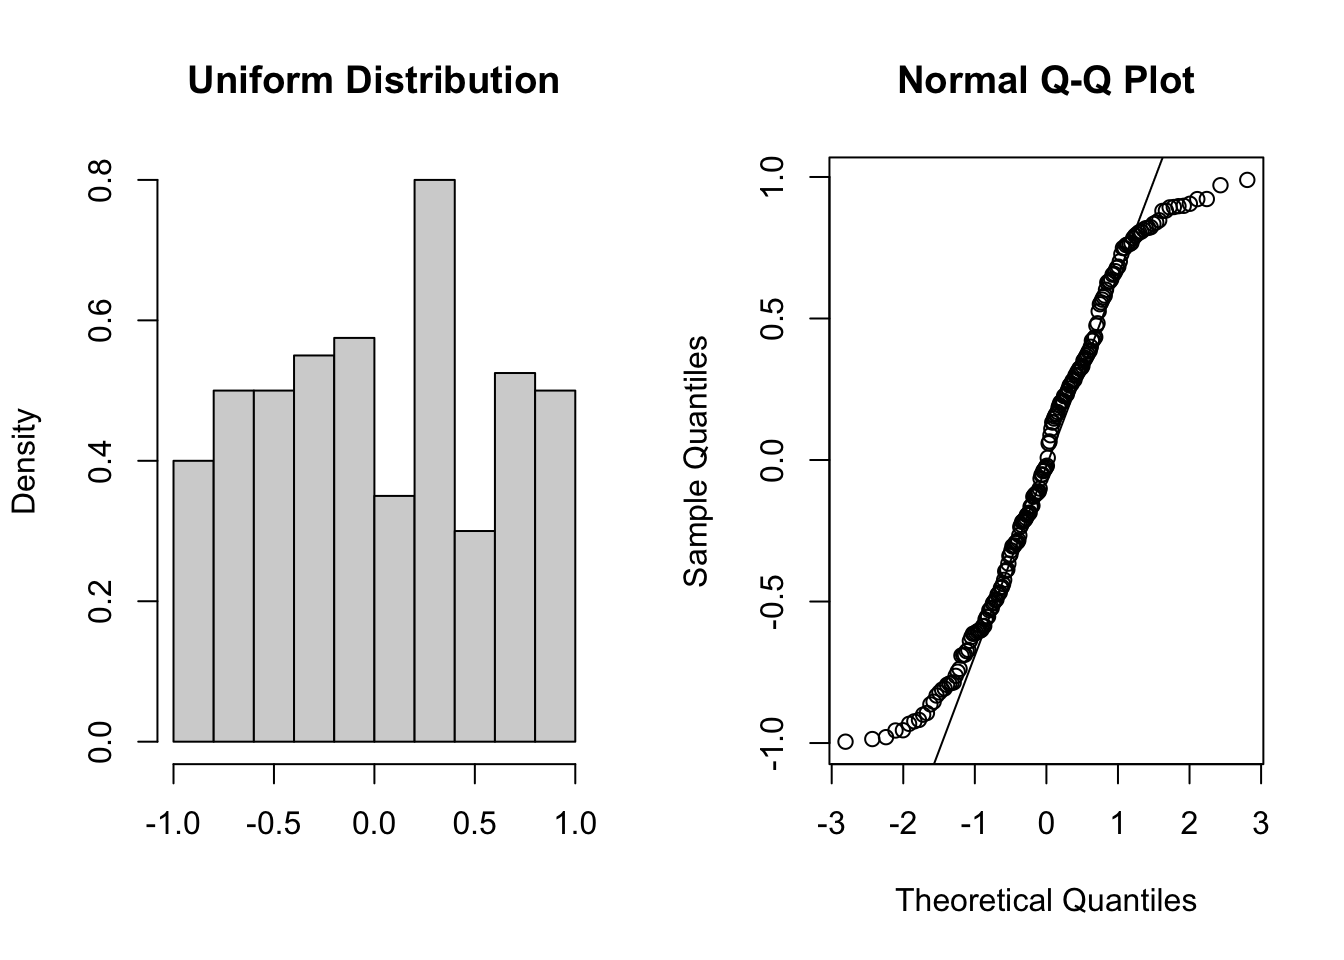 Uniform Distribution
Density
0.0
0.2
0.4
0.6
0.8
-1.0 -0.5 0.0 0.5 1.0
Normal Q-Q Plot
Sample Quantiles
-1.0
-0.5
0.0
0.5
1.0
-3 -2 -1 0 1 2 3
Theoretical Quantiles